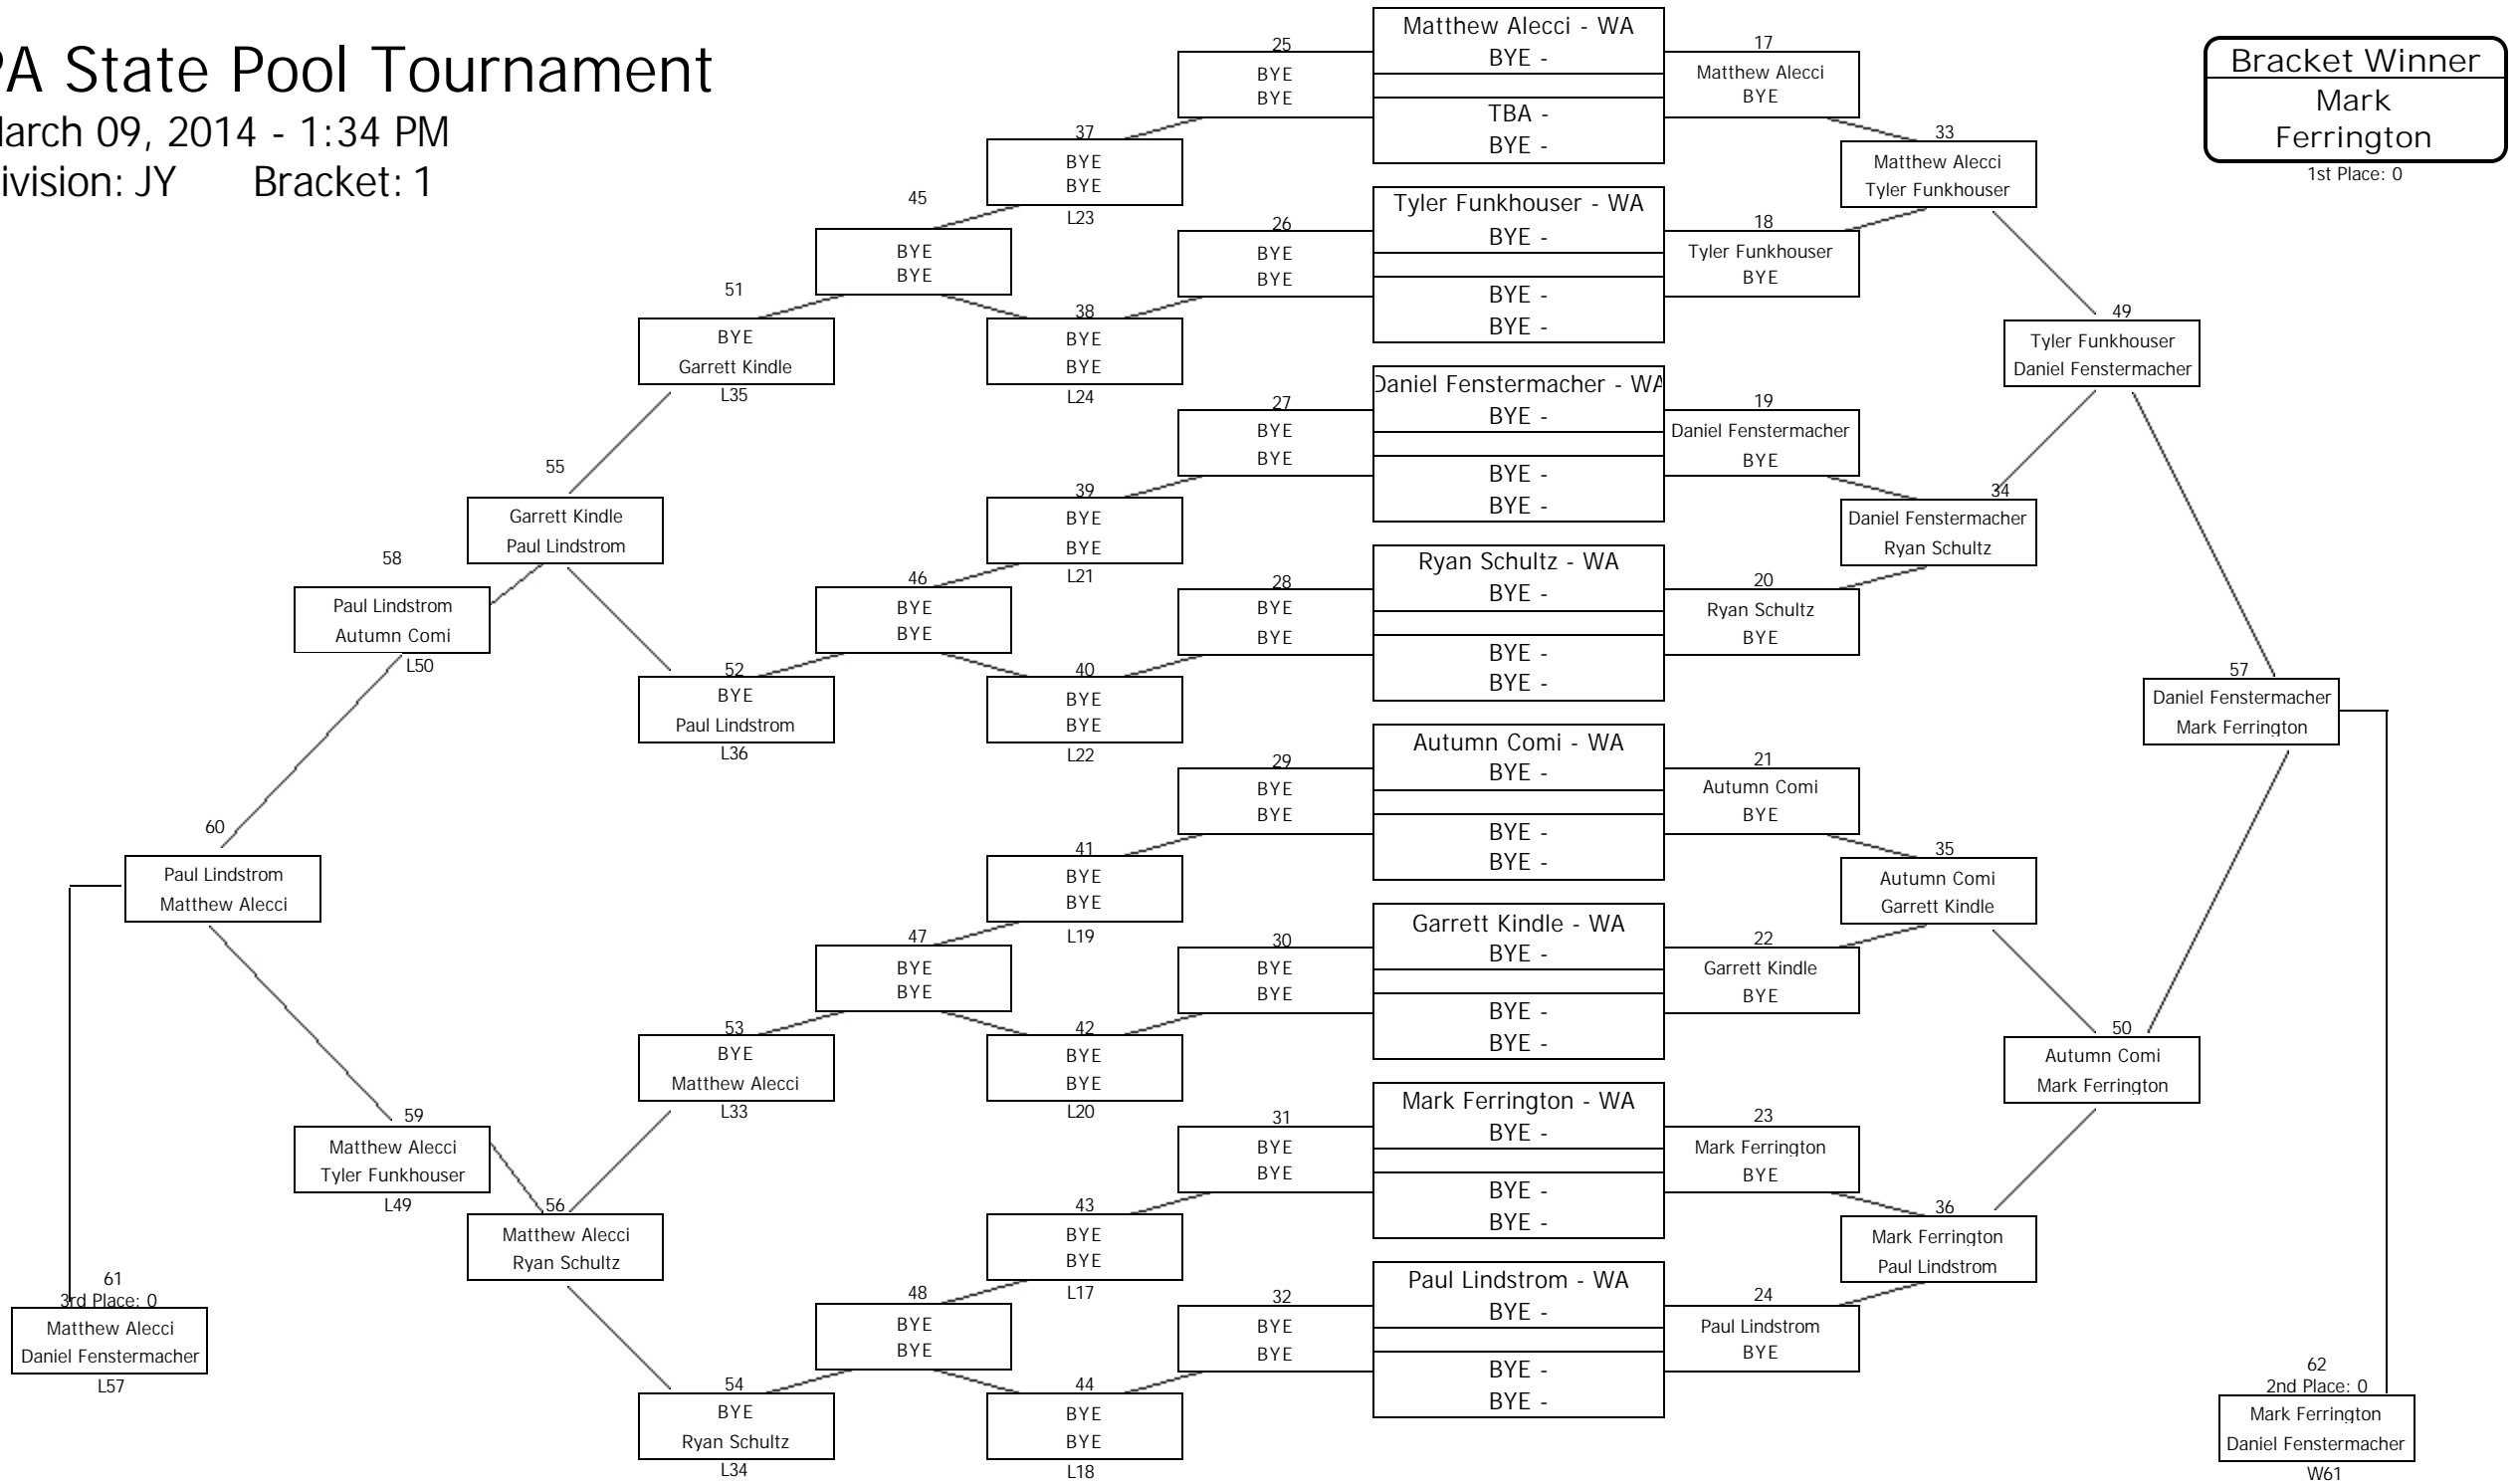 PA State Pool Tournament
March 09, 2014 - 1:34 PM
ivision: JY Bracket: 1
Bracket Winner
Mark
Ferrington
1st Place: 0
Matthew Alecci - WA
BYE -
TBA -
BYE -
Tyler Funkhouser - WA
BYE -
BYE -
BYE -
Daniel Fenstermacher - WA
BYE -
BYE -
BYE -
Ryan Schultz - WA
BYE -
BYE -
BYE -
Autumn Comi - WA
BYE -
BYE -
BYE -
Garrett Kindle - WA
BYE -
BYE -
BYE -
Mark Ferrington - WA
BYE -
BYE -
BYE -
Paul Lindstrom - WA
BYE -
BYE -
BYE -
17
Matthew Alecci
BYE
18
Tyler Funkhouser
BYE
19
Daniel Fenstermacher
BYE
20
Ryan Schultz
BYE
21
Autumn Comi
BYE
22
Garrett Kindle
BYE
23
Mark Ferrington
BYE
24
Paul Lindstrom
BYE
33
Matthew Alecci
Tyler Funkhouser
34
Daniel Fenstermacher
Ryan Schultz
35
Autumn Comi
Garrett Kindle
36
Mark Ferrington
Paul Lindstrom
49
Tyler Funkhouser
Daniel Fenstermacher
50
Autumn Comi
Mark Ferrington
57
Daniel Fenstermacher
Mark Ferrington
62
2nd Place: 0
Mark Ferrington
Daniel Fenstermacher
W61
25
BYE
BYE
26
BYE
BYE
27
BYE
BYE
28
BYE
BYE
29
BYE
BYE
30
BYE
BYE
31
BYE
BYE
32
BYE
BYE
37
BYE
BYE
L23
38
BYE
BYE
L24
39
BYE
BYE
L21
40
BYE
BYE
L22
41
BYE
BYE
L19
42
BYE
BYE
L20
43
BYE
BYE
L17
44
BYE
BYE
L18
45
BYE
BYE
46
BYE
BYE
47
BYE
BYE
48
BYE
BYE
51
BYE
Garrett Kindle
L35
52
BYE
Paul Lindstrom
L36
53
BYE
Matthew Alecci
L33
54
BYE
Ryan Schultz
L34
55
Garrett Kindle
Paul Lindstrom
56
Matthew Alecci
Ryan Schultz
58
Paul Lindstrom
Autumn Comi
L50
59
Matthew Alecci
Tyler Funkhouser
L49
60
Paul Lindstrom
Matthew Alecci
61
3rd Place: 0
Matthew Alecci
Daniel Fenstermacher
L57